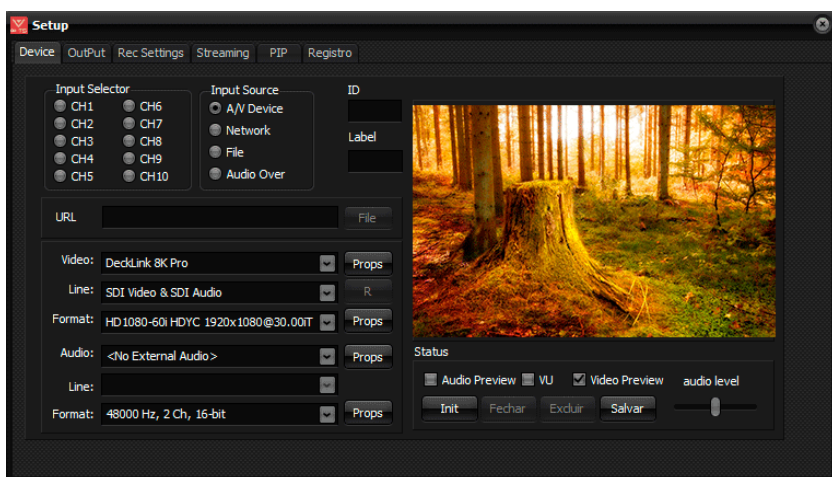 Setup
Device OutPut Rec Settings Streaming PIP Registro
Input Selector
CH1 CH6
CH2 CH7
CH3 CH8
CH4 CH9
CH5 CH10
Input Source
A/V Device
Network
File
Audio Over
ID
Label
URL File
Video: DeckLink 8K Pro Props
Line: SDI Video & SDI Audio R
Format: HD1080-60i HDYC 1920x1080@30.00iT Props
Audio: <No External Audio> Props
Line:
Format: 48000 Hz, 2 Ch, 16-bit Props
Status
Audio Preview VU Video Preview audio level
Init Fechar Excluir Salvar